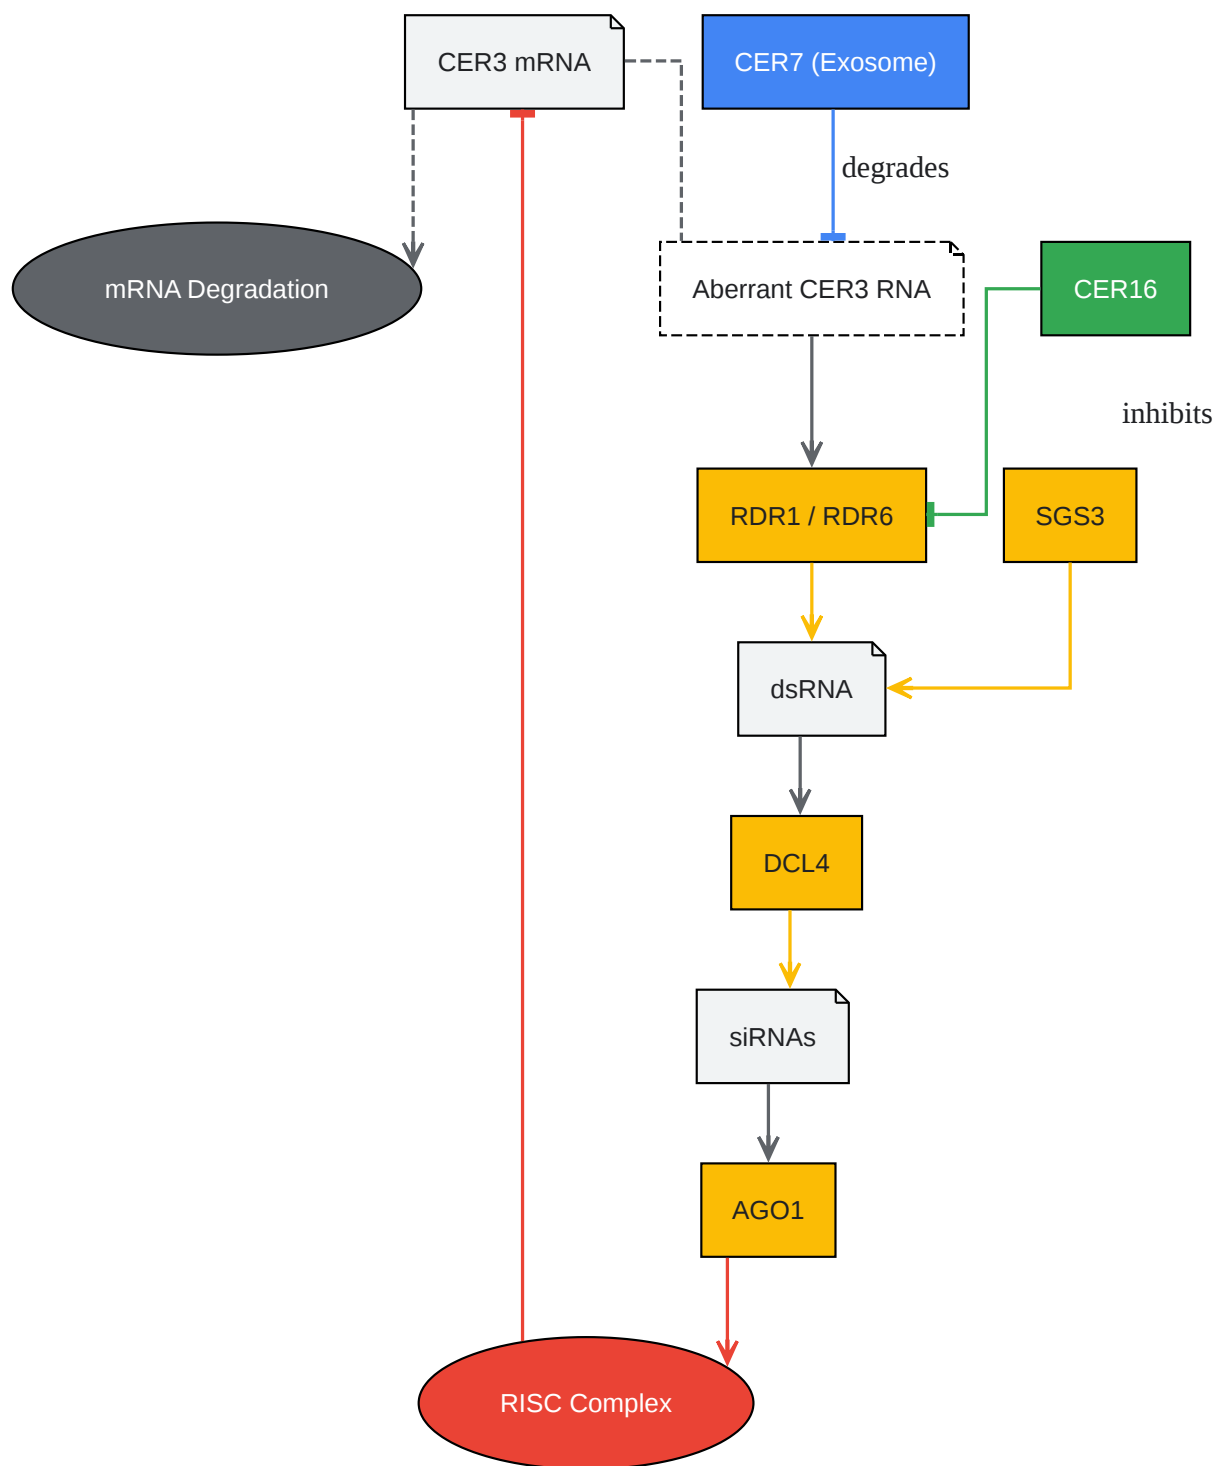 CER3 mRNA
CER7 (Exosome)
degrades
mRNA Degradation
Aberrant CER3 RNA
CER16
inhibits
RDR1 / RDR6
SGS3
dsRNA
DCL4
siRNAs
AGO1
RISC Complex